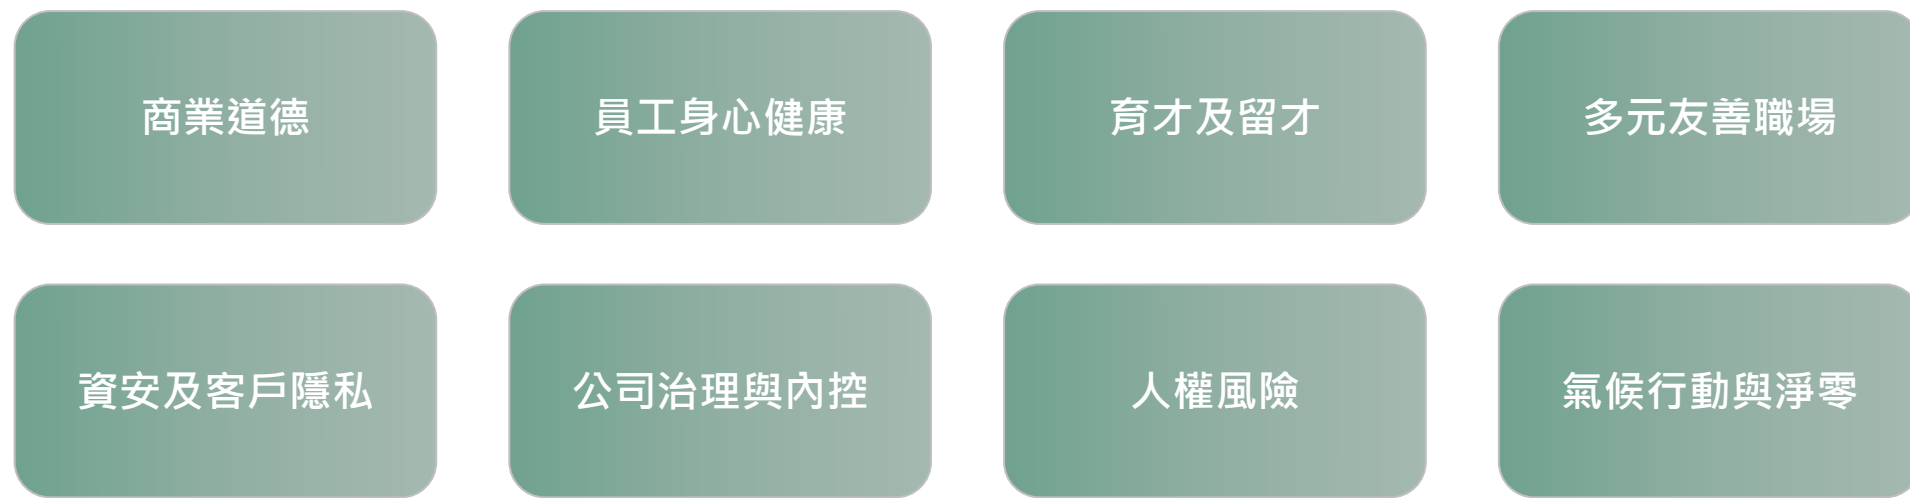 商業道德
員工身心健康
育才及留才
多元友善職場
資安及客戶隱私
公司治理與內控
人權風險
氣候行動與淨零